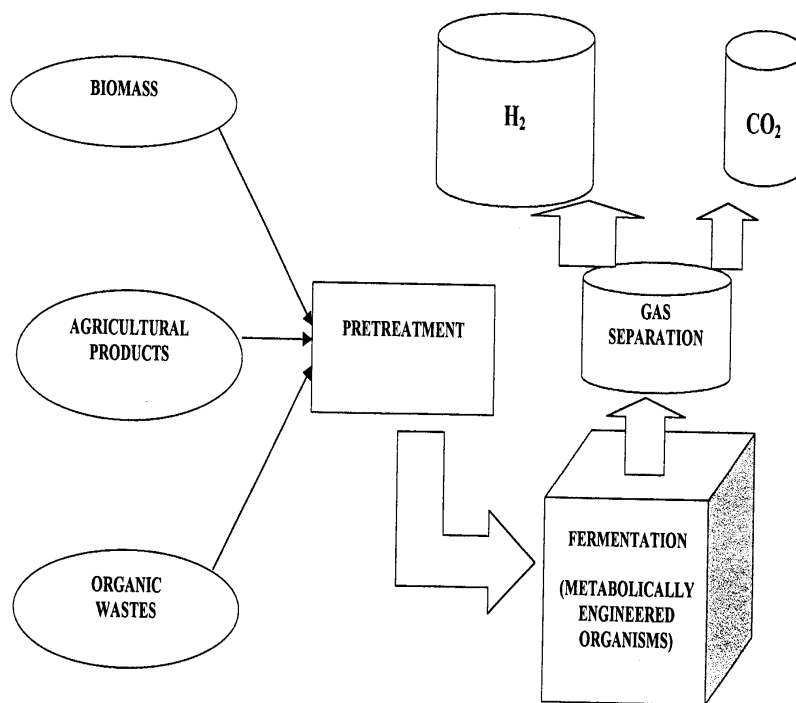 BIOMASS
AGRICULTURAL
PRODUCTS
ORGANIC
WASTES
PRETREATMENT
FERMENTATION
(METABOLICALLY
ENGINEERED
ORGANISMS)
GAS
SEPARATION
H₂
CO₂